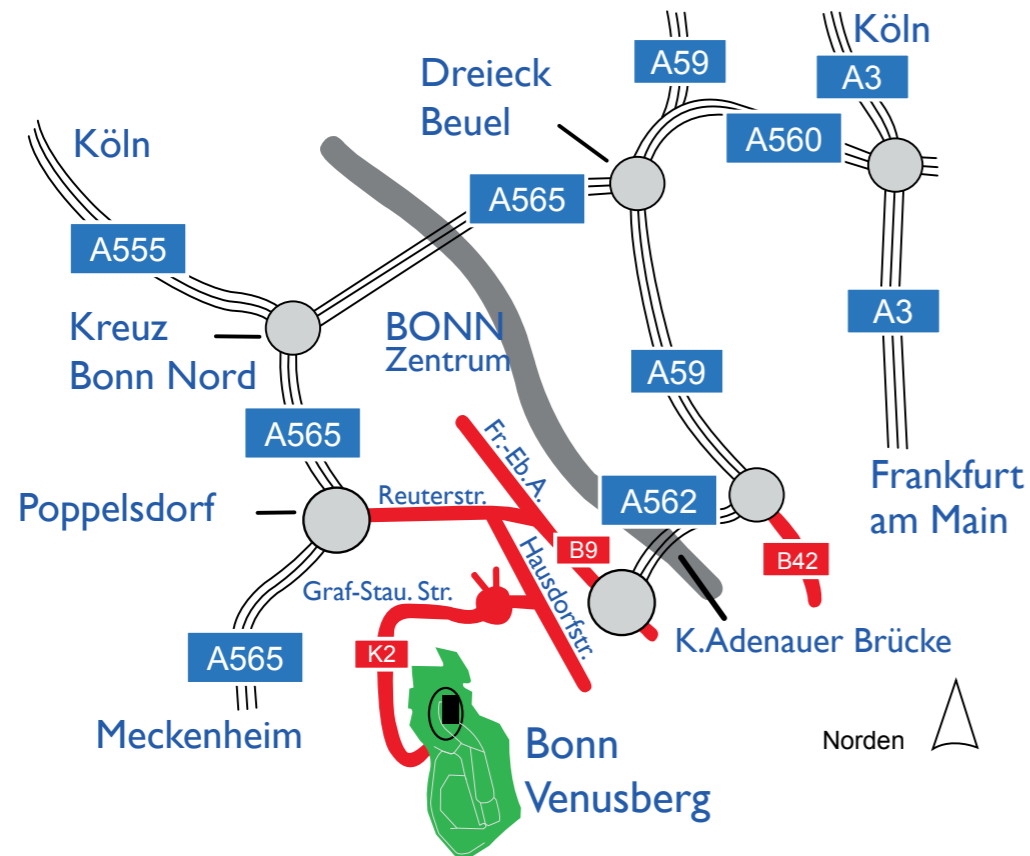 Köln
A59
A3
Dreieck
Beuel
A560
Köln
A565
A555
A3
Kreuz
Bonn Nord
BONN
Zentrum
A59
A565
Fr.-Eb.A.
Frankfurt
am Main
Poppelsdorf
Reuterstr.
A562
B9
B42
Hausdorfstr.
Graf-Stau. Str.
K2
K.Adenauer Brücke
A565
Meckenheim
Bonn
Venusberg
Norden